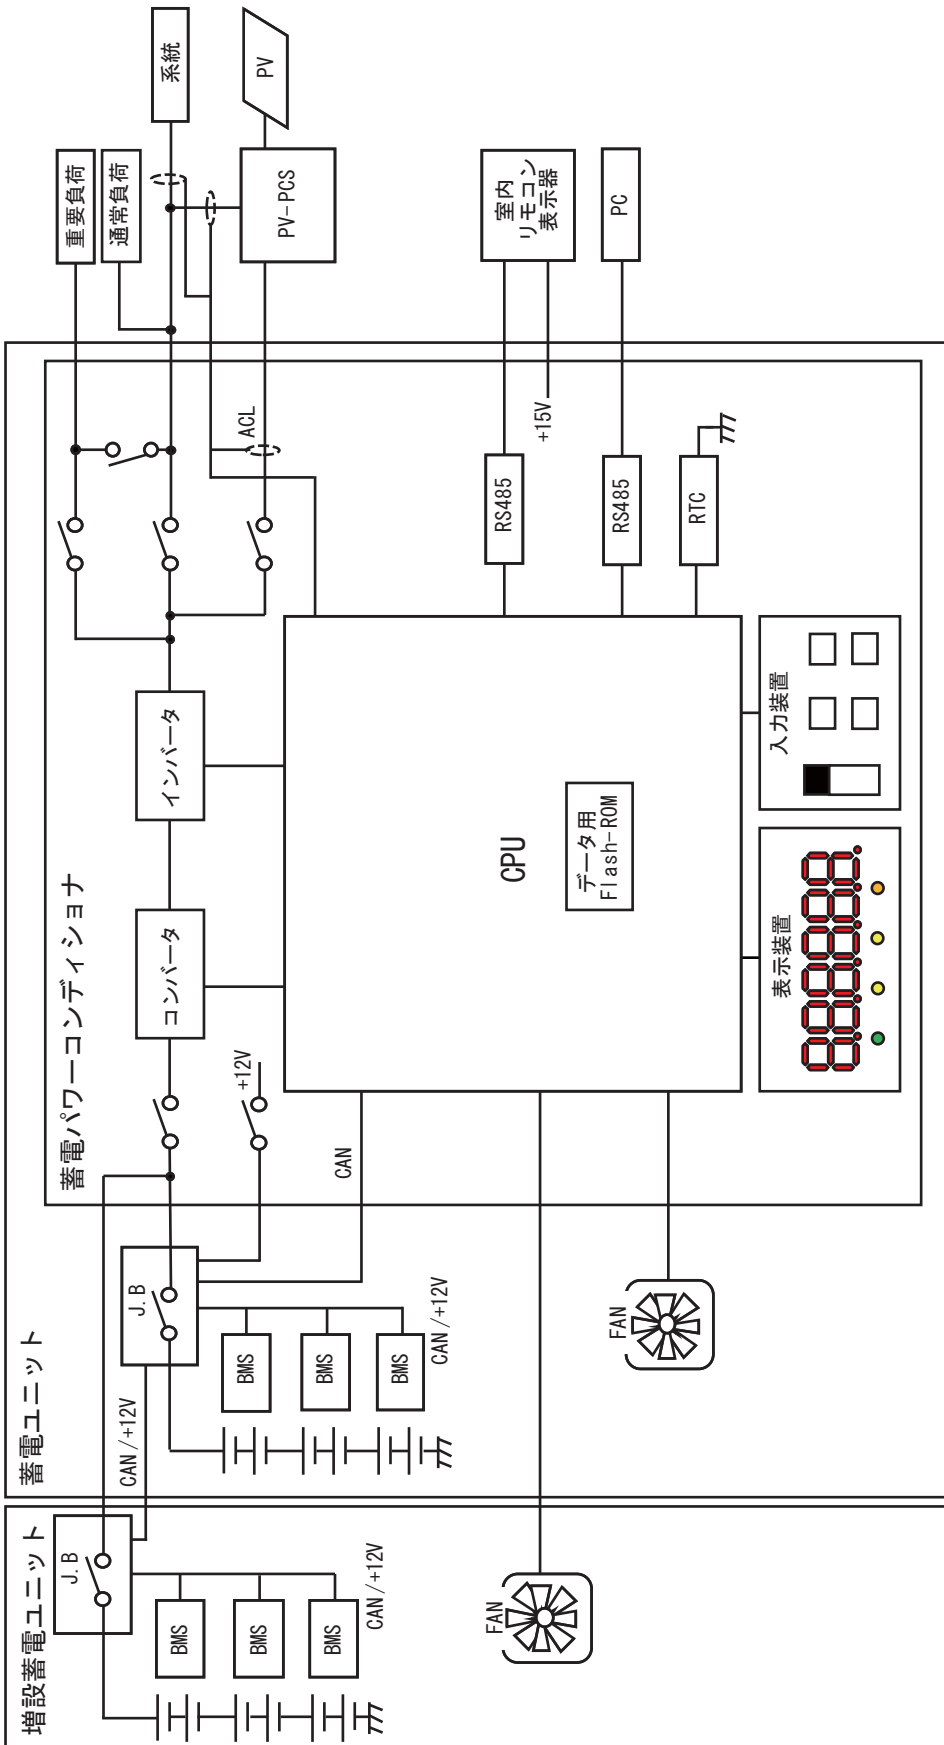 増設蓄電ユニット
J.B
CAN/+12V
BMS
BMS
BMS
CAN/+12V
FAN
蓄電ユニット
J.B
BMS
BMS
BMS
CAN/+12V
FAN
蓄電パワーコンディショナ
+12V
CAN
コンバータ
インバータ
CPU
データ用
Flash-ROM
表示装置
入力装置
ACL
RS485
+15V
RS485
RTC
重要負荷
通常負荷
系統
PV-PCS
PV
室内
リモコン
表示器
PC